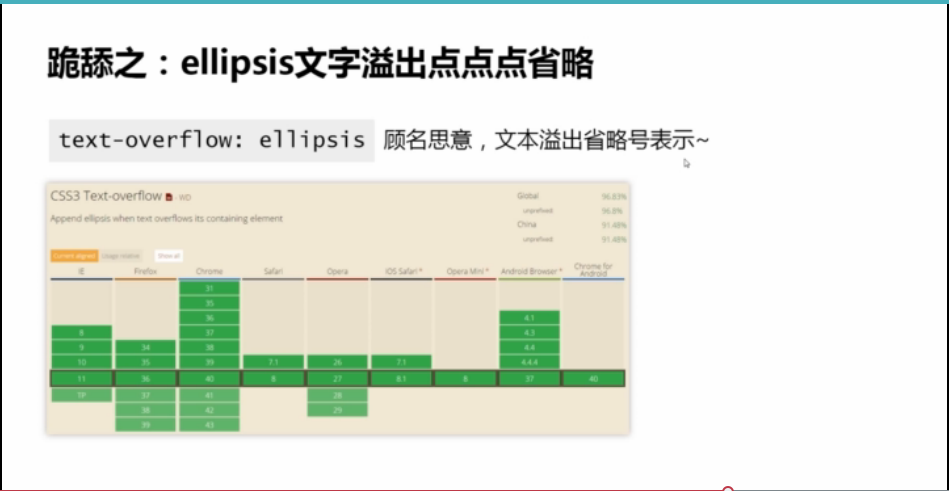 跪舔之：ellipsis文字溢出点点点省略
text-overflow: ellipsis 顾名思意，文本溢出省略号表示~
CSS3 Text-overflow - WD
Global 96.83%
unprefixed 96.8%
Append ellipsis when text overflows its containing element
China 91.48%
unprefixed 91.48%
Current aligned Usage relative Show all
IE Firefox Chrome Safari Opera iOS Safari * Opera Mini * Android Browser * Chrome for Android
31
35
36 4.1
8 37 4.3
9 34 38 4.4
10 35 39 7.1 26 7.1 4.4.4
11 36 40 8 27 8.1 8 37 40
TP 37 41 28
38 42 29
39 43